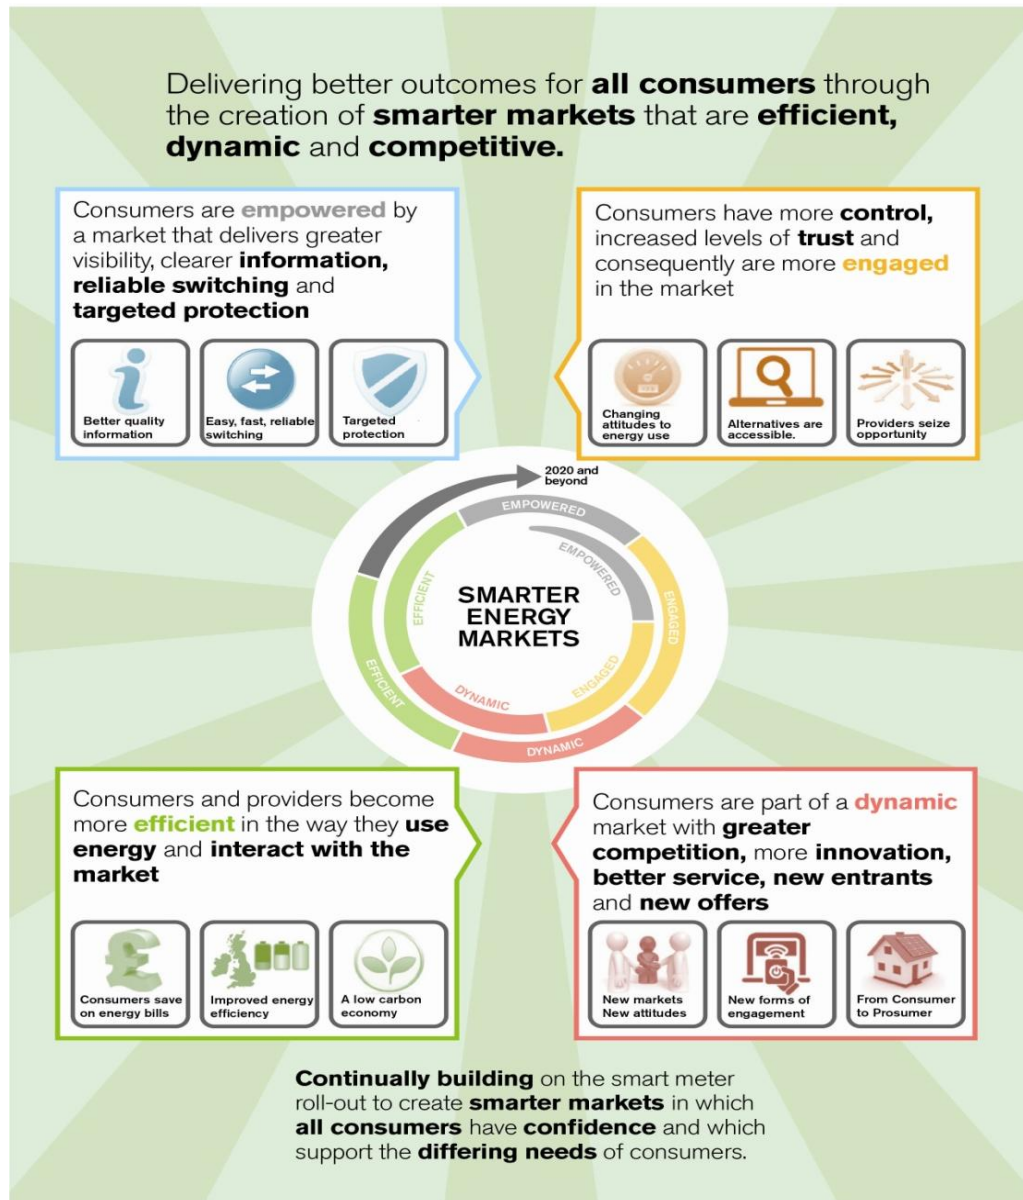 Delivering better outcomes for all consumers through
the creation of smarter markets that are efficient,
dynamic and competitive.
Consumers are empowered by
a market that delivers greater
visibility, clearer information,
reliable switching and
targeted protection
Better quality
information
Easy, fast, reliable
switching
Targeted
protection
Consumers have more control,
increased levels of trust and
consequently are more engaged
in the market
Changing
attitudes to
energy use
Alternatives are
accessible.
Providers seize
opportunity
2020 and
beyond
EMPOWERED
EMPOWERED
ENGAGED
ENGAGED
DYNAMIC
DYNAMIC
EFFICIENT
EFFICIENT
SMARTER
ENERGY
MARKETS
Consumers and providers become
more efficient in the way they use
energy and interact with the
market
Consumers save
on energy bills
Improved energy
efficiency
A low carbon
economy
Consumers are part of a dynamic
market with greater
competition, more innovation,
better service, new entrants
and new offers
New markets
New attitudes
New forms of
engagement
From Consumer
to Prosumer
Continually building on the smart meter
roll-out to create smarter markets in which
all consumers have confidence and which
support the differing needs of consumers.